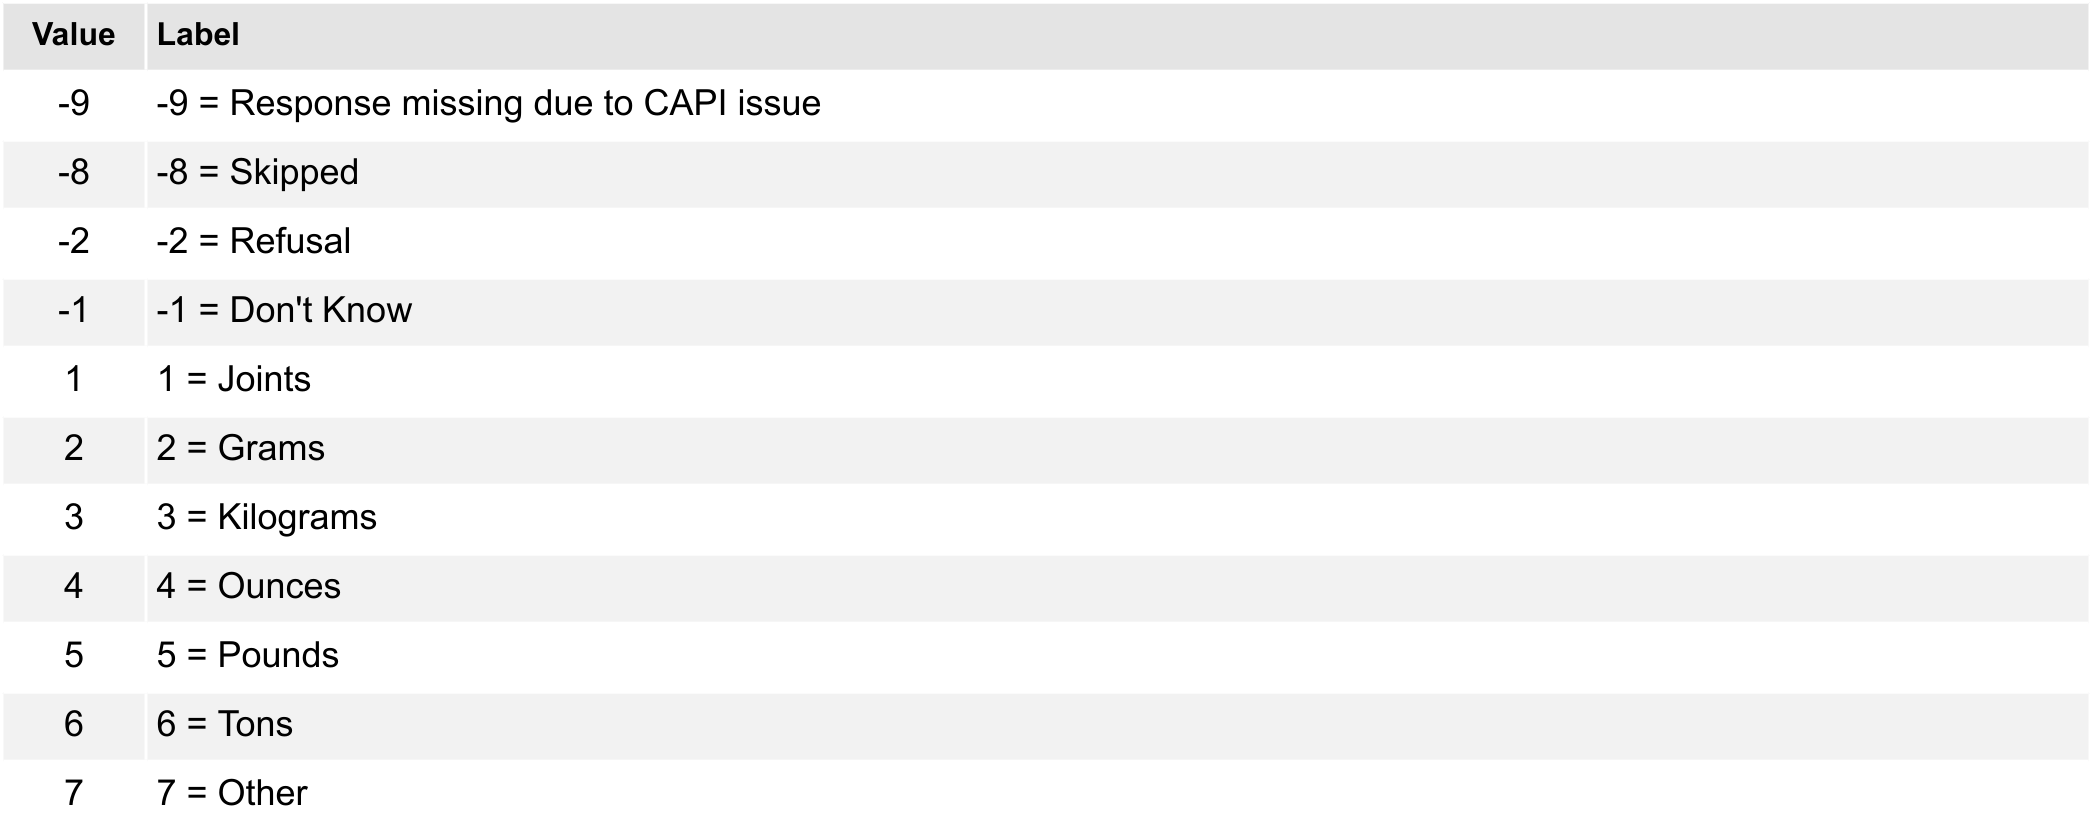 Value Label
-9 -9 = Response missing due to CAPI issue
-8 -8 = Skipped
-2 -2 = Refusal
-1 -1 = Don't Know
1 1 = Joints
2 2 = Grams
3 3 = Kilograms
4 4 = Ounces
5 5 = Pounds
6 6 = Tons
7 7 = Other